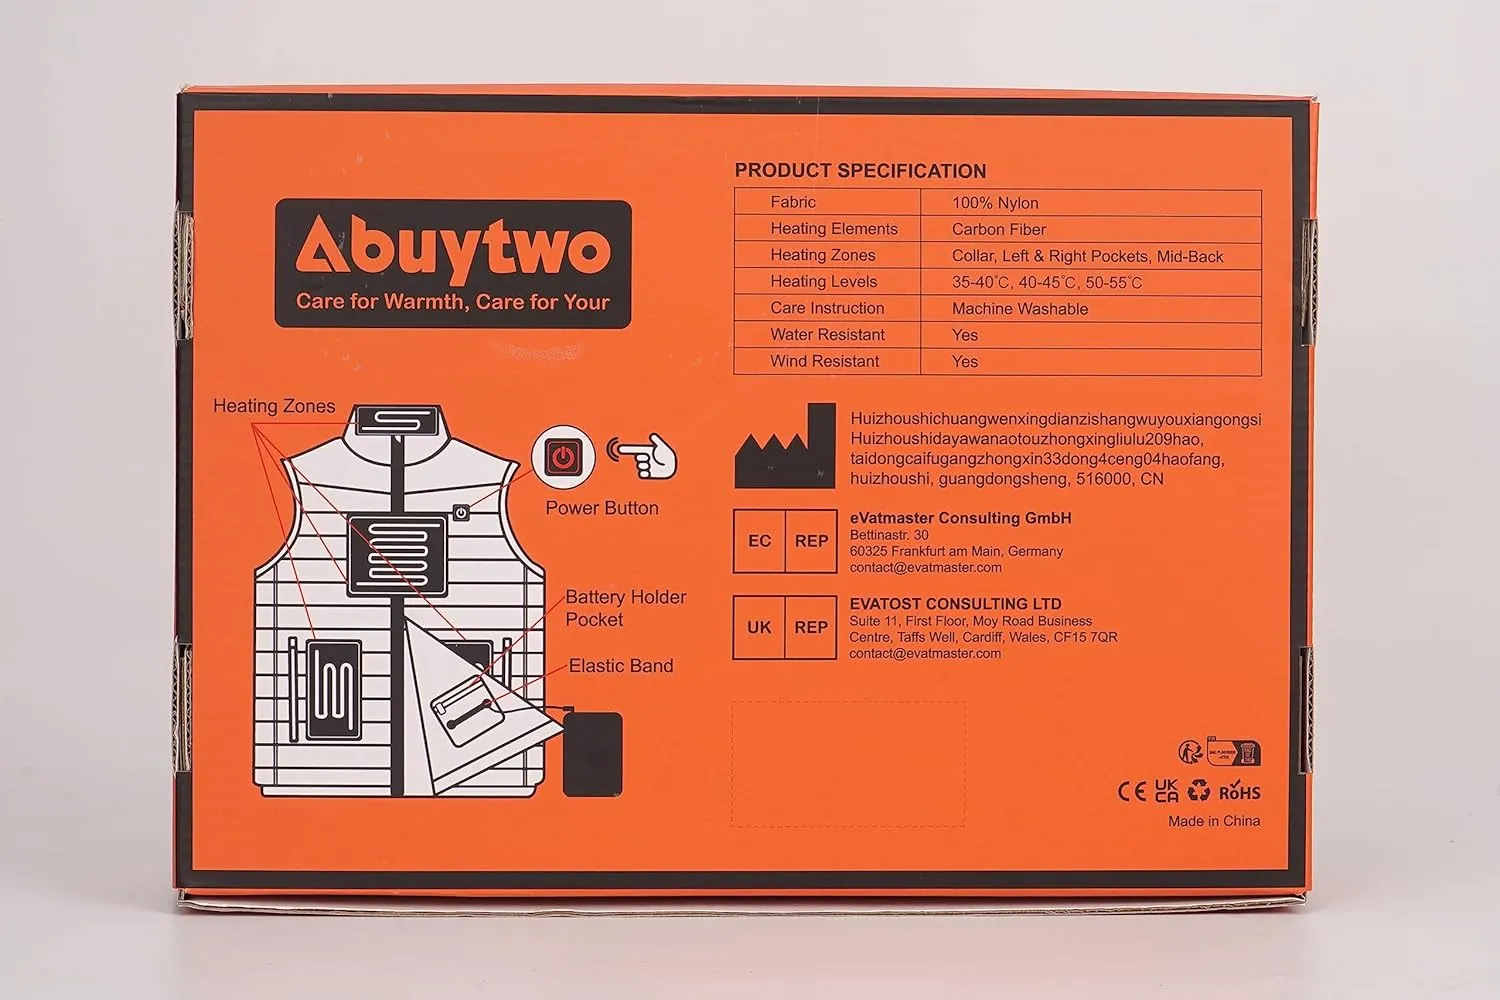 Abuytwo
Care for Warmth, Care for Your
PRODUCT SPECIFICATION
Fabric 100% Nylon
Heating Elements Carbon Fiber
Heating Zones Collar, Left & Right Pockets, Mid-Back
Heating Levels 35-40℃, 40-45℃, 50-55℃
Care Instruction Machine Washable
Water Resistant Yes
Wind Resistant Yes
Heating Zones
Power Button
Battery Holder
Pocket
Elastic Band
Huizhoushichuangwenxingdianzishangwuyouxiangongsi
Huizhoushidayawanaotouzhongxingliulu209hao,
taidongcaifugangzhongxin33dong4ceng04haofang,
huizhoushi, guangdongsheng, 516000, CN
EC REP
eVatmaster Consulting GmbH
Bettinastr. 30
60325 Frankfurt am Main, Germany
contact@evatmaster.com
UK REP
EVATOST CONSULTING LTD
Suite 11, First Floor, Moy Road Business
Centre, Taffs Well, Cardiff, Wales, CF15 7QR
contact@evatmaster.com
CE UK CA RoHS
Made in China